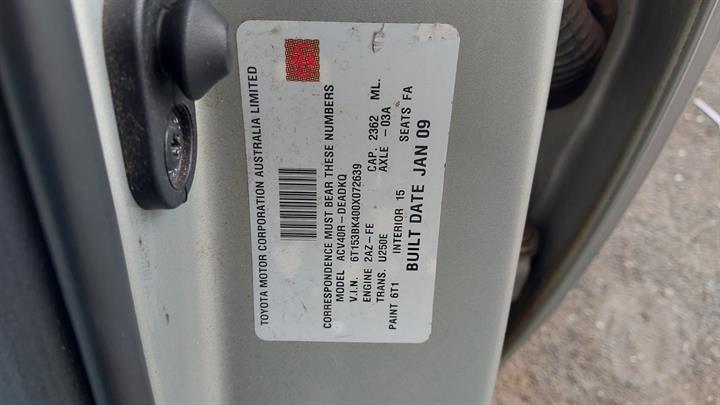 TOYOTA MOTOR CORPORATION AUSTRALIA LIMITED
CORRESPONDENCE MUST BEAR THESE NUMBERS
MODEL ACV40R-DEADKQ
V.I.N. 6T153BK400X072639
ENGINE 2AZ-FE CAP. 2362 ML.
TRANS. U250E AXLE -03A
PAINT 6T1 INTERIOR 15 SEATS FA
BUILT DATE JAN 09